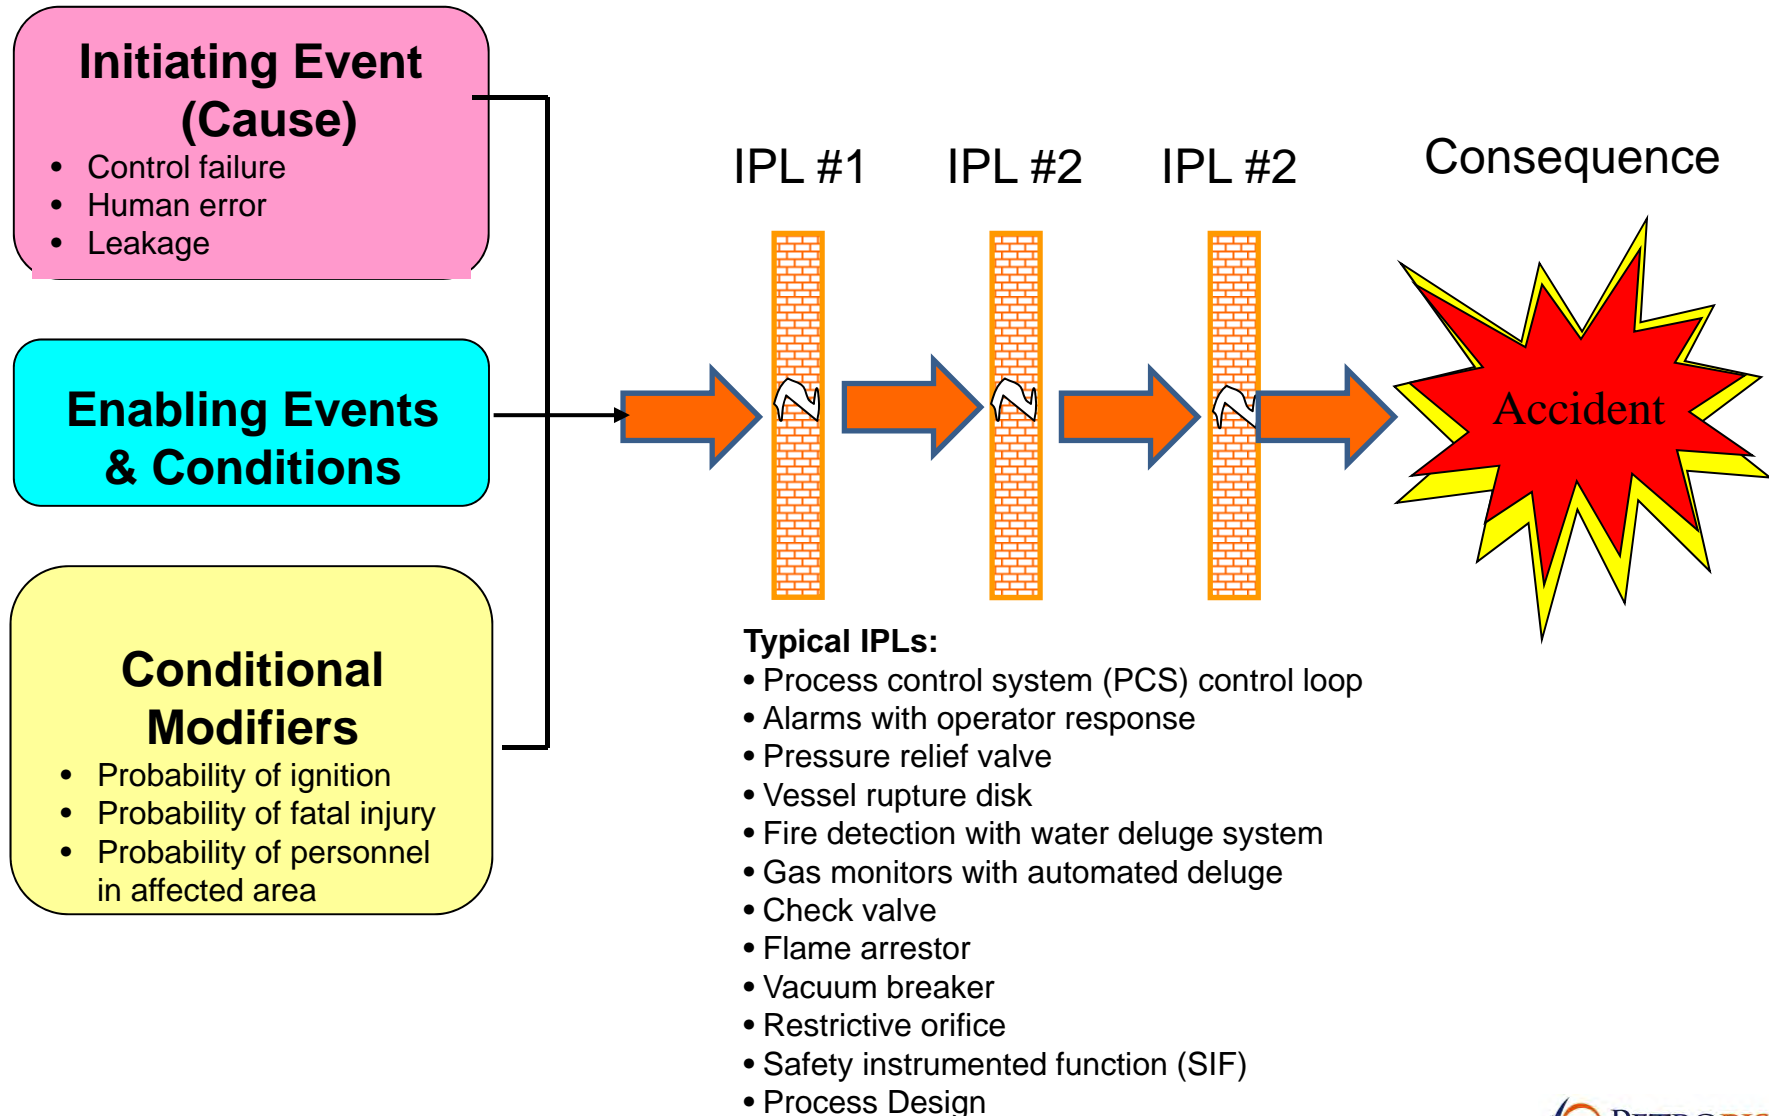 Initiating Event
(Cause)
• Control failure
• Human error
• Leakage
Enabling Events
& Conditions
Conditional
Modifiers
• Probability of ignition
• Probability of fatal injury
• Probability of personnel
in affected area
IPL #1
IPL #2
IPL #2
Consequence
Accident
Typical IPLs:
• Process control system (PCS) control loop
• Alarms with operator response
• Pressure relief valve
• Vessel rupture disk
• Fire detection with water deluge system
• Gas monitors with automated deluge
• Check valve
• Flame arrestor
• Vacuum breaker
• Restrictive orifice
• Safety instrumented function (SIF)
• Process Design